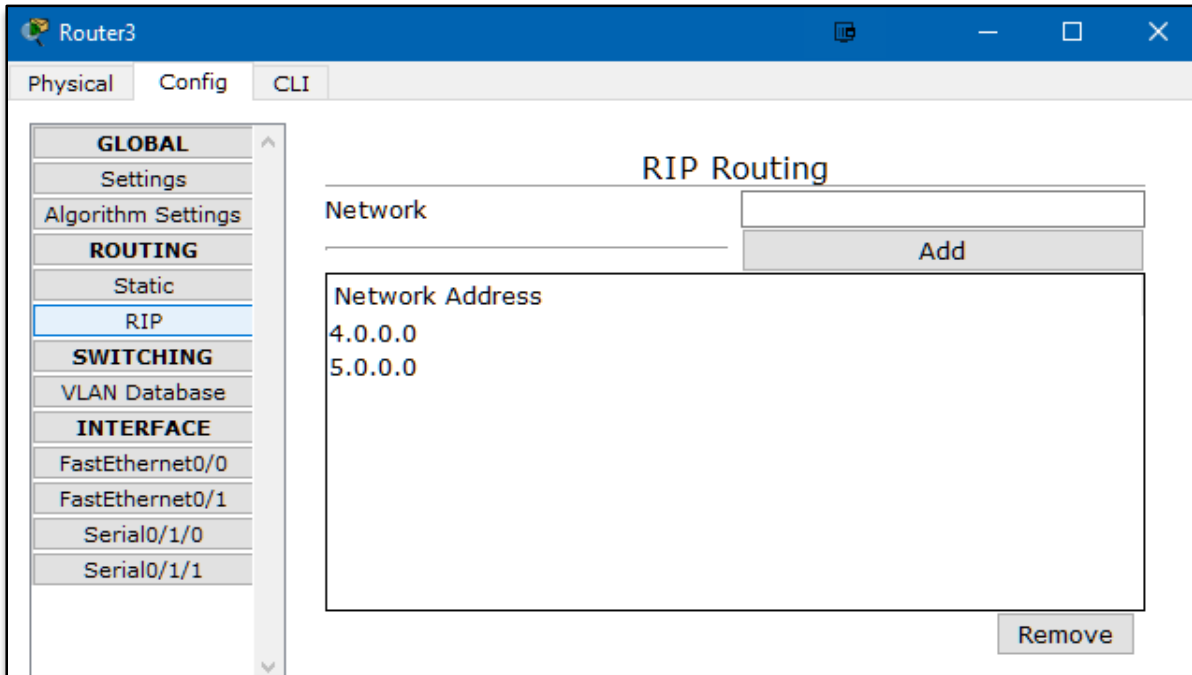 Router3
Physical Config CLI
GLOBAL
Settings
Algorithm Settings
ROUTING
Static
RIP
SWITCHING
VLAN Database
INTERFACE
FastEthernet0/0
FastEthernet0/1
Serial0/1/0
Serial0/1/1
RIP Routing
Network
Add
Network Address
4.0.0.0
5.0.0.0
Remove